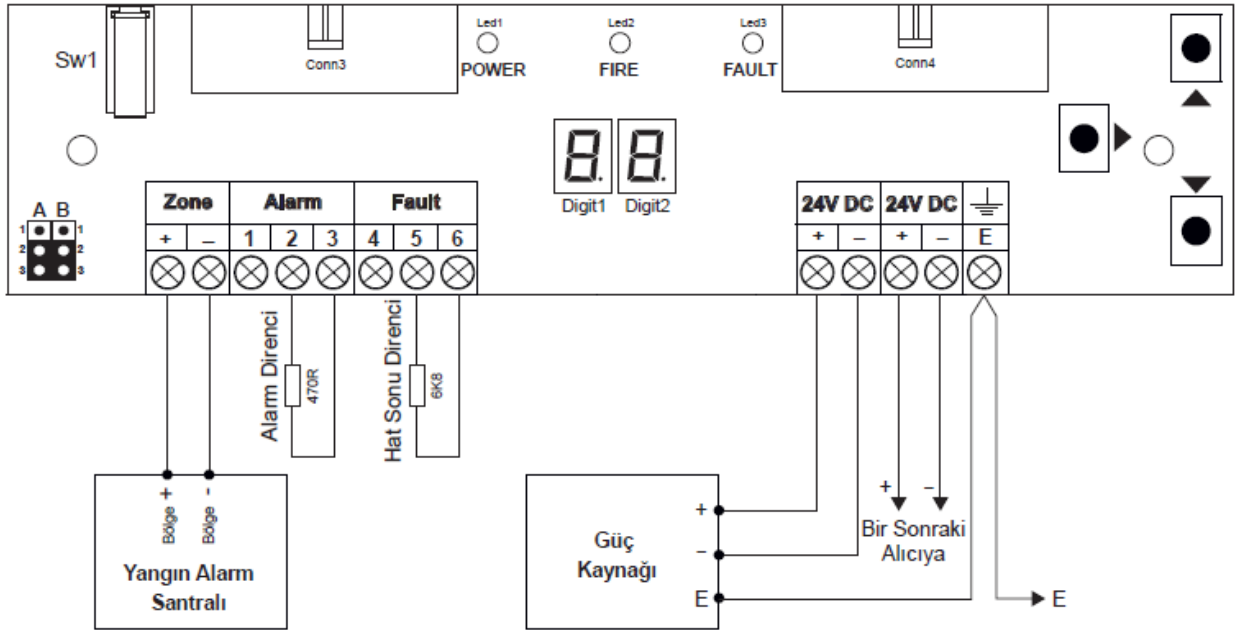 Led1 Led2 Led3
Sw1 Conn3 POWER FIRE FAULT Conn4
8. 8.
Digit1 Digit2
A B
1 1
2 2
3 3
Zone Alarm Fault
+ – 1 2 3 4 5 6
24V DC 24V DC
+ – + – E
Alarm Direnci
470R
Hat Sonu Direnci
6K8
Bölge +
Bölge -
Yangın Alarm
Santralı
Güç
Kaynağı
+
–
E
+ –
Bir Sonraki
Alıcıya
E